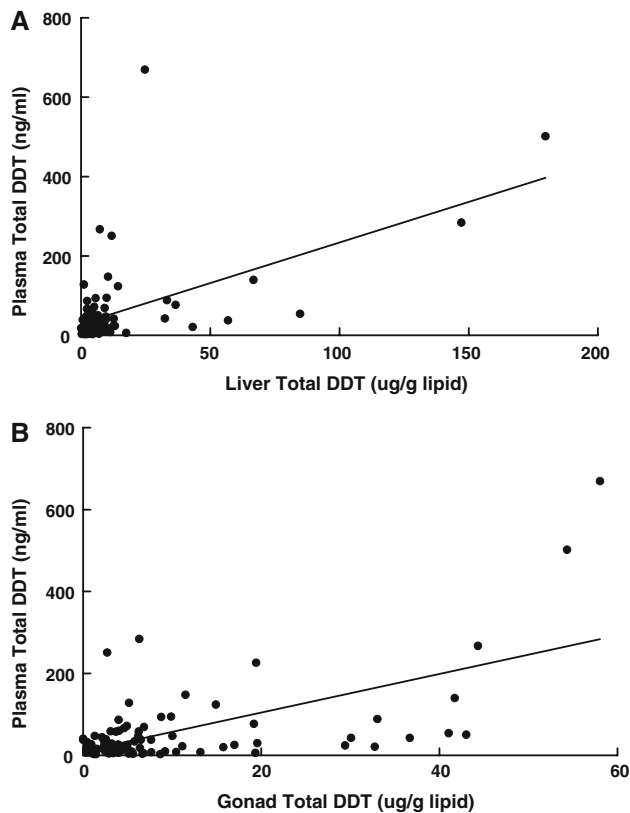 A
800
600
400
200
0
Plasma Total DDT (ng/ml)
0 50 100 150 200
Liver Total DDT (ug/g lipid)
B
800
600
400
200
0
Plasma Total DDT (ng/ml)
0 20 40 60
Gonad Total DDT (ug/g lipid)